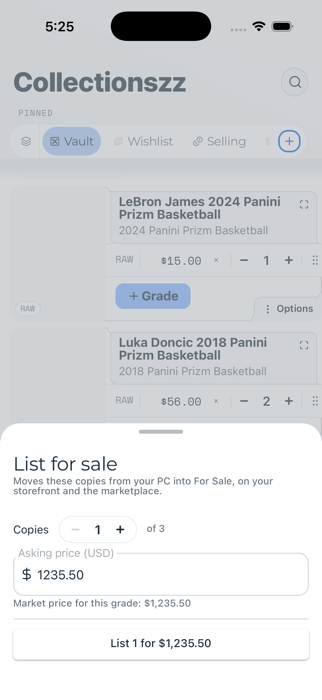 5:25
Collectionszz
PINNED
Vault
Wishlist
Selling
LeBron James 2024 Panini
Prizm Basketball
2024 Panini Prizm Basketball
RAW
$15.00 × − 1 +
RAW
+ Grade
Options
Luka Doncic 2018 Panini
Prizm Basketball
2018 Panini Prizm Basketball
RAW
$56.00 × − 2 +
List for sale
Moves these copies from your PC into For Sale, on your
storefront and the marketplace.
Copies − 1 + of 3
Asking price (USD)
$ 1235.50
Market price for this grade: $1,235.50
List 1 for $1,235.50